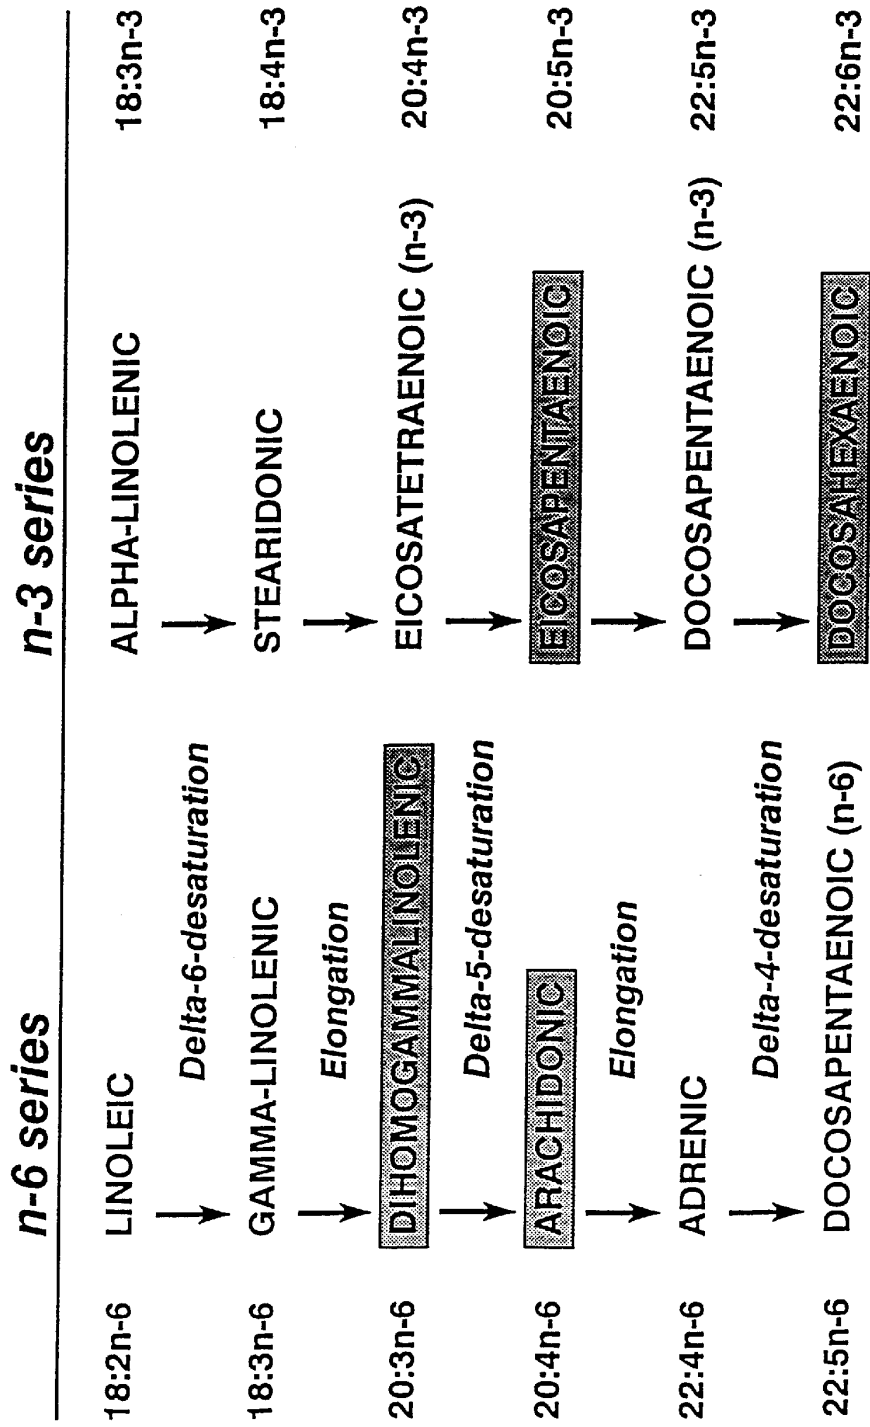 n-6 series n-3 series
18:2n-6 LINOLEIC ALPHA-LINOLENIC 18:3n-3
Delta-6-desaturation
18:3n-6 GAMMA-LINOLENIC STEARIDONIC 18:4n-3
Elongation
20:3n-6 DIHOMOGAMMALINOLENIC EICOSATETRAENOIC (n-3) 20:4n-3
Delta-5-desaturation
20:4n-6 ARACHIDONIC EICOSAPENTAENOIC 20:5n-3
Elongation
22:4n-6 ADRENIC DOCOSAPENTAENOIC (n-3) 22:5n-3
Delta-4-desaturation
22:5n-6 DOCOSAPENTAENOIC (n-6) DOCOSAHEXAENOIC 22:6n-3